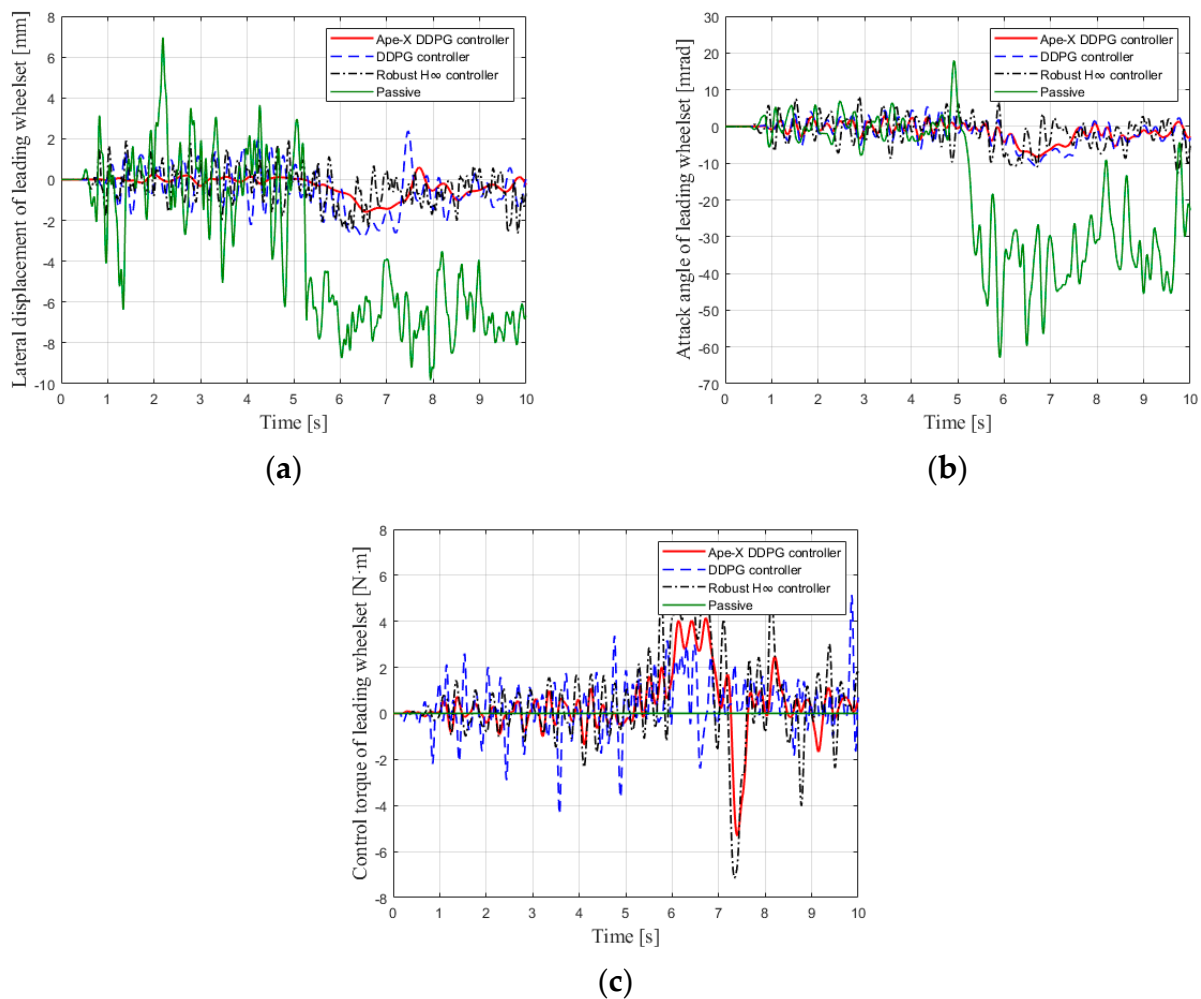 Lateral displacement of leading wheelset [mm]
8
6
4
2
0
-2
-4
-6
-8
-10
Ape-X DDPG controller
DDPG controller
Robust H∞ controller
Passive
0 1 2 3 4 5 6 7 8 9 10
Time [s]
(a)
Attack angle of leading wheelset [mrad]
30
20
10
0
-10
-20
-30
-40
-50
-60
-70
Ape-X DDPG controller
DDPG controller
Robust H∞ controller
Passive
0 1 2 3 4 5 6 7 8 9 10
Time [s]
(b)
Control torque of leading wheelset [N·m]
8
6
4
2
0
-2
-4
-6
-8
Ape-X DDPG controller
DDPG controller
Robust H∞ controller
Passive
0 1 2 3 4 5 6 7 8 9 10
Time [s]
(c)